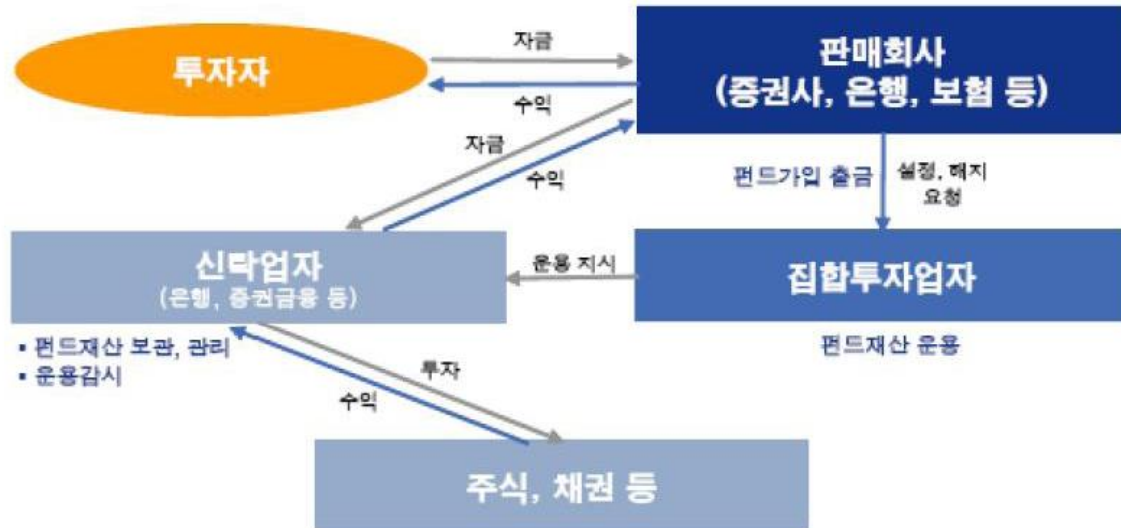 투자자
자금
수익
판매회사
(증권사, 은행, 보험 등)
자금
수익
펀드가입 출금
설정, 해지
요청
신탁업자
(은행, 증권금융 등)
운용 지시
집합투자업자
▪ 펀드재산 보관, 관리
▪ 운용감시
펀드재산 운용
투자
수익
주식, 채권 등